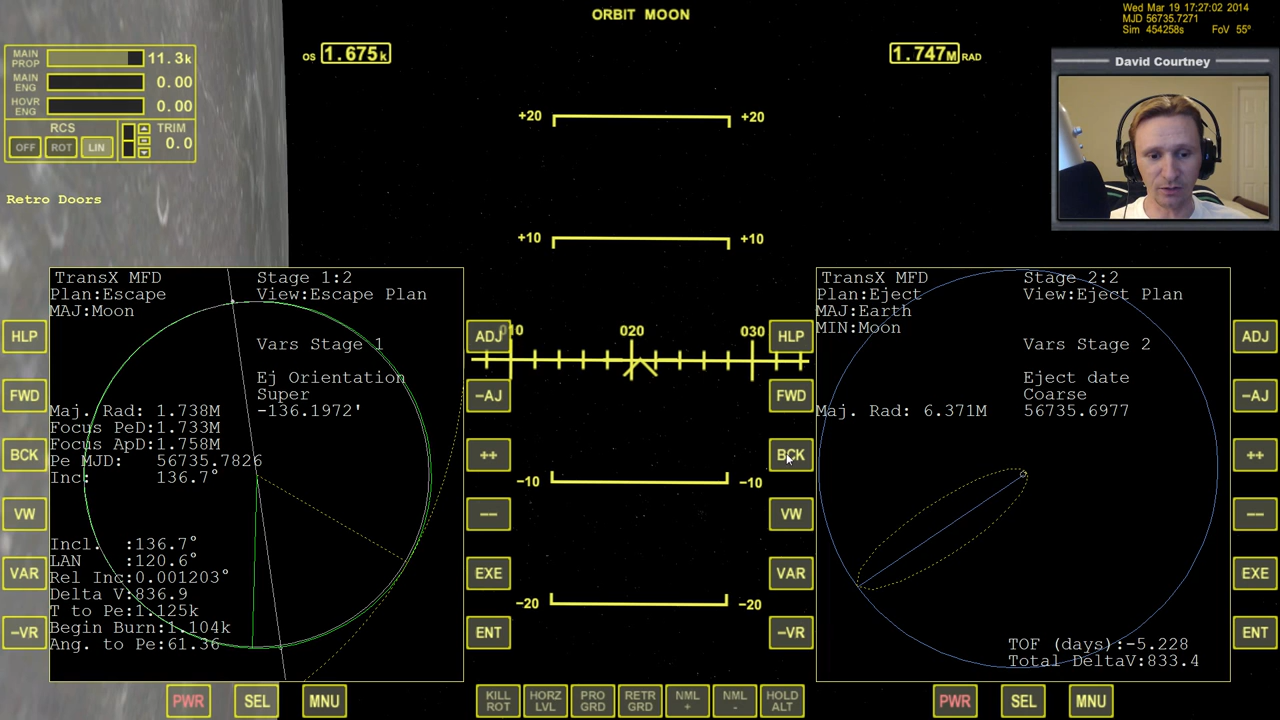 ORBIT MOON
Wed Mar 19 17:27:02 2014
MJD 56735.7271
Sim 454258s FoV 55°
MAIN PROP 11.3k
MAIN ENG 0.00
HOVR ENG 0.00
RCS TRIM
OFF ROT LIN 0.0
OS 1.675k
1.747M RAD
David Courtney
Retro Doors
+20 +20
+10 +10
010 020 030
-10 -10
-20 -20
TransX MFD Stage 1:2
Plan:Escape View:Escape Plan
MAJ:Moon
Vars Stage 1
Ej Orientation
Super
Maj. Rad: 1.738M -136.1972'
Focus PeD:1.733M
Focus ApD:1.758M
Pe MJD: 56735.7826
Inc: 136.7°
Incl. :136.7°
LAN :120.6°
Rel Inc:0.001203°
Delta V:836.9
T to Pe:1.125k
Begin Burn:1.104k
Ang. to Pe:61.36
HLP
FWD
BCK
VW
VAR
-VR
ADJ
-AJ
++
--
EXE
ENT
PWR SEL MNU
KILL ROT
HORZ LVL
PRO GRD
RETR GRD
NML +
NML -
HOLD ALT
TransX MFD Stage 2:2
Plan:Eject View:Eject Plan
MAJ:Earth
MIN:Moon
Vars Stage 2
Eject date
Coarse
Maj. Rad: 6.371M 56735.6977
TOF (days):-5.228
Total DeltaV:833.4
HLP
FWD
BCK
VW
VAR
-VR
ADJ
-AJ
++
--
EXE
ENT
PWR SEL MNU